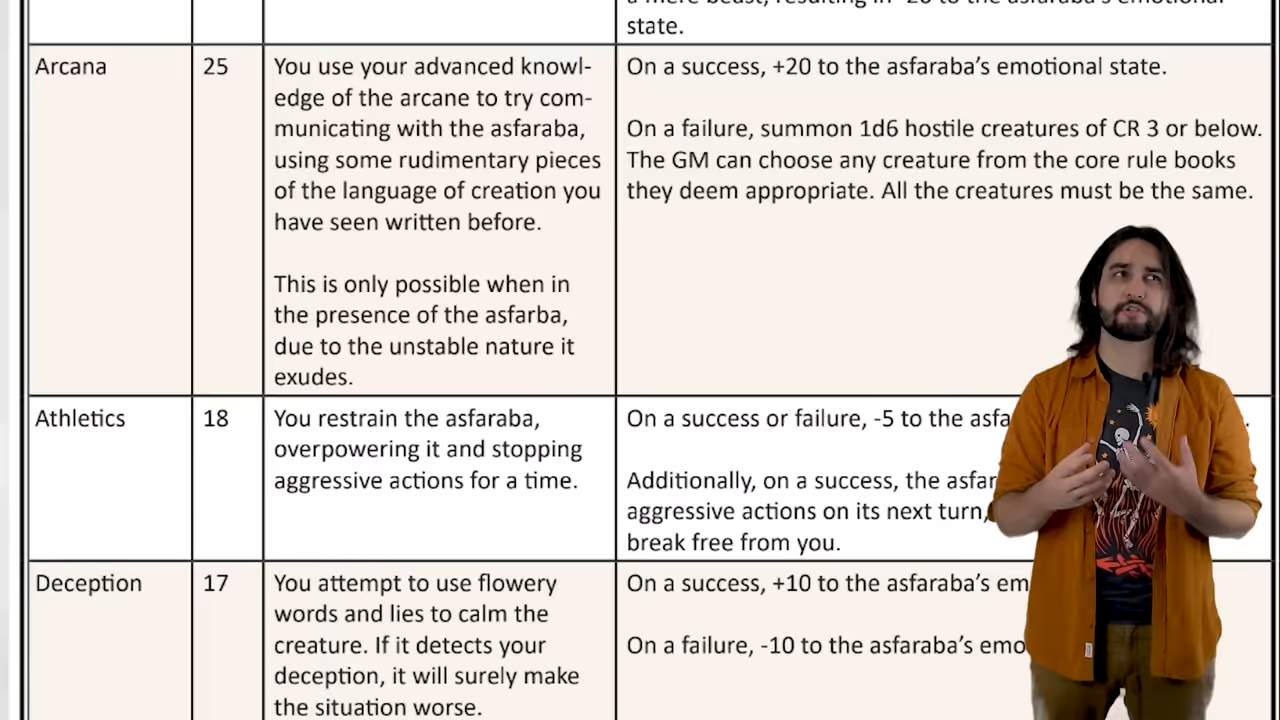 state.
Arcana
25
You use your advanced knowl-
edge of the arcane to try com-
municating with the asfaraba,
using some rudimentary pieces
of the language of creation you
have seen written before.
This is only possible when in
the presence of the asfarba,
due to the unstable nature it
exudes.
On a success, +20 to the asfaraba’s emotional state.
On a failure, summon 1d6 hostile creatures of CR 3 or below.
The GM can choose any creature from the core rule books
they deem appropriate. All the creatures must be the same.
Athletics
18
You restrain the asfaraba,
overpowering it and stopping
aggressive actions for a time.
On a success or failure, -5 to the
Additionally, on a success, the
aggressive actions on its next turn,
break free from you.
Deception
17
You attempt to use flowery
words and lies to calm the
creature. If it detects your
deception, it will surely make
the situation worse.
On a success, +10 to the asfaraba’s
On a failure, -10 to the asfaraba’s